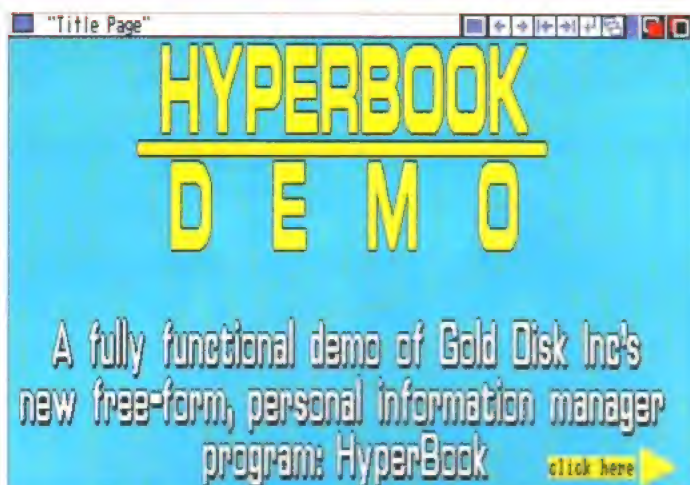 "Title Page"
HYPERBOOK
DEMO
A fully functional demo of Gold Disk Inc's
new free-form, personal information manager
program: HyperBook
click here